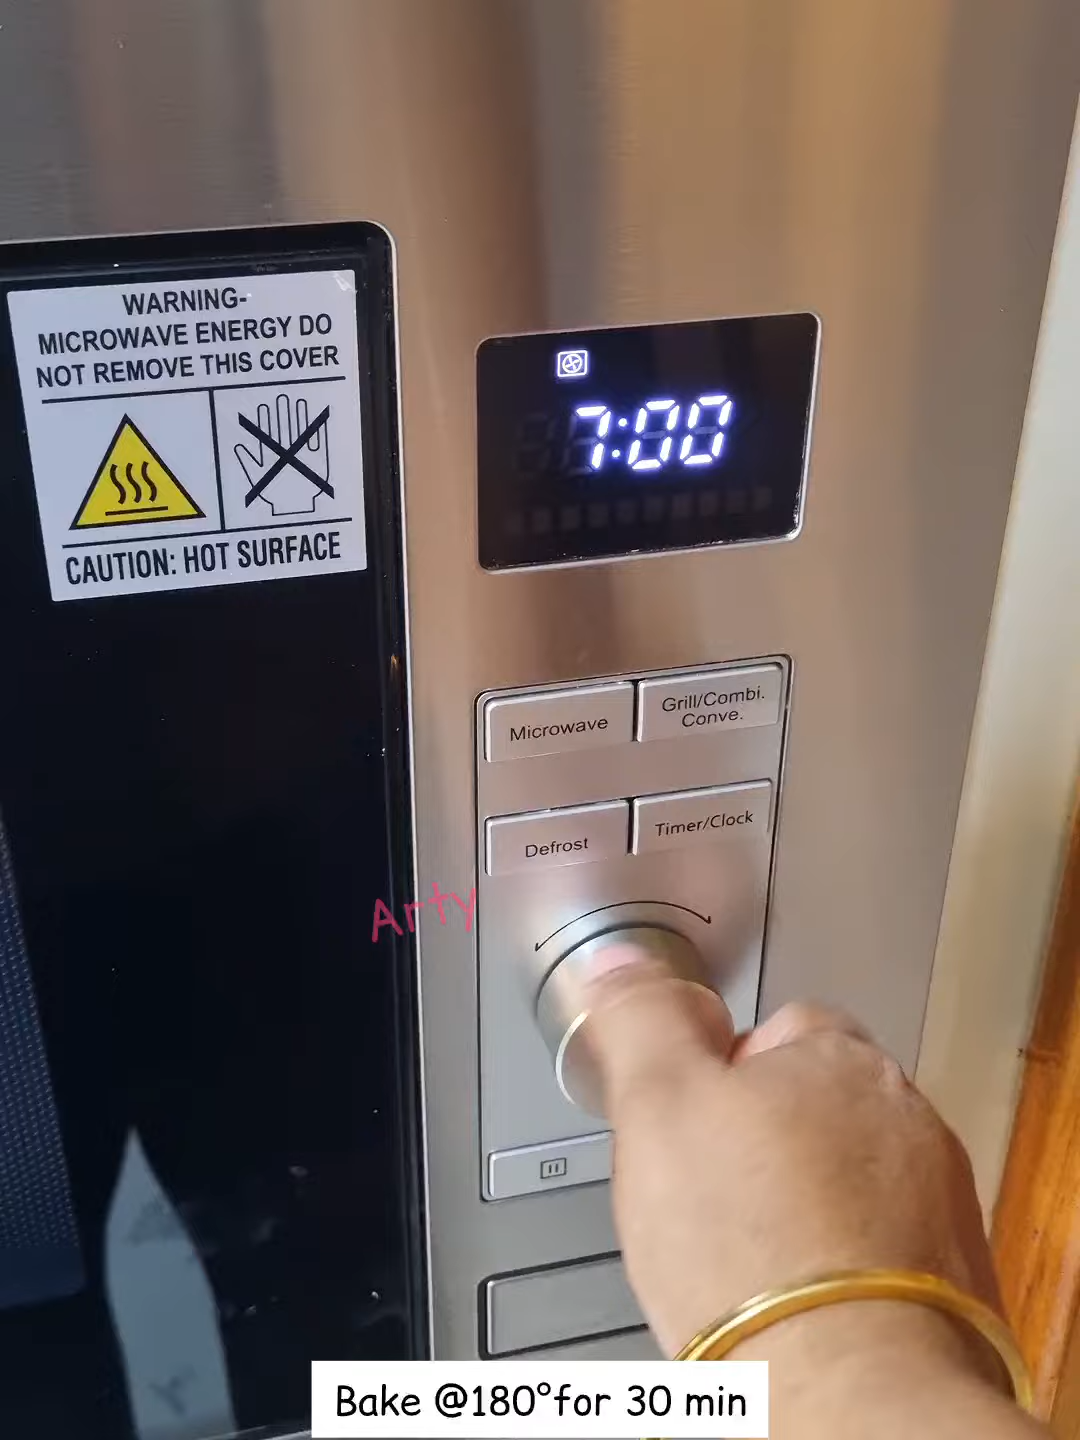 WARNING-
MICROWAVE ENERGY DO
NOT REMOVE THIS COVER
CAUTION: HOT SURFACE
7:00
Microwave
Grill/Combi.
Conve.
Defrost
Timer/Clock
Arty
Bake @180°for 30 min